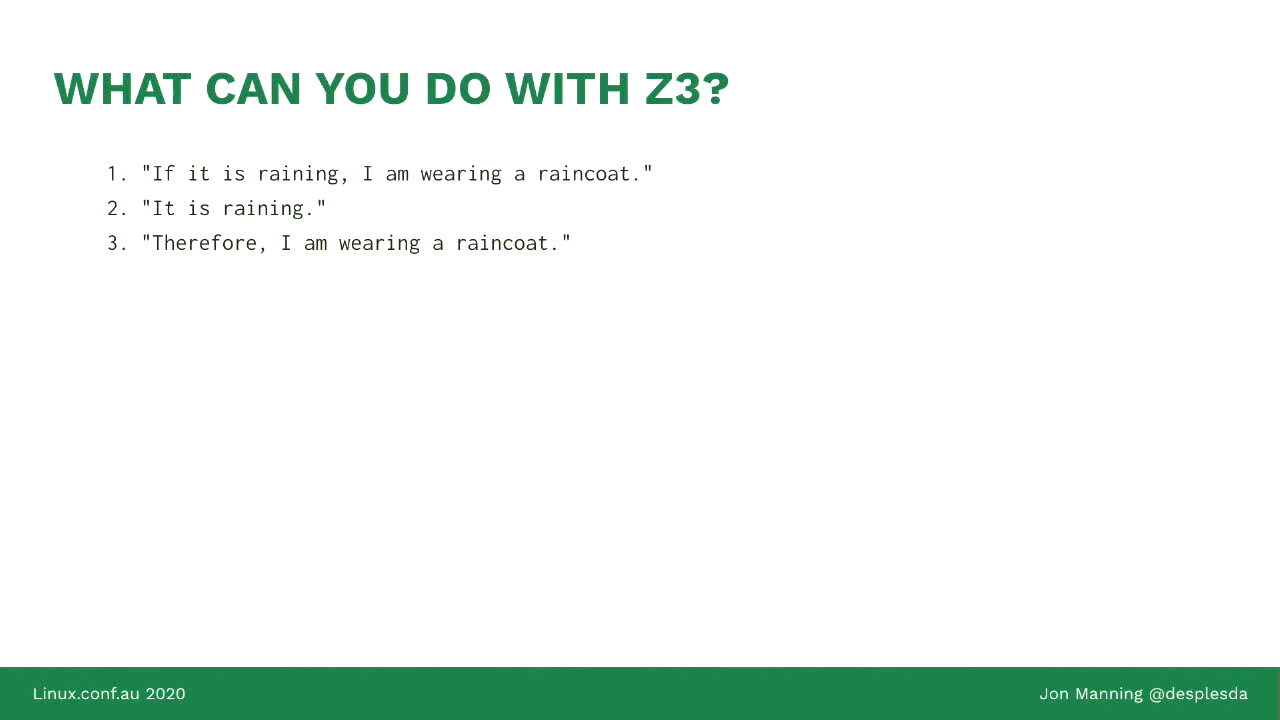 WHAT CAN YOU DO WITH Z3?
1. "If it is raining, I am wearing a raincoat."
2. "It is raining."
3. "Therefore, I am wearing a raincoat."
Linux.conf.au 2020
Jon Manning @desplesda